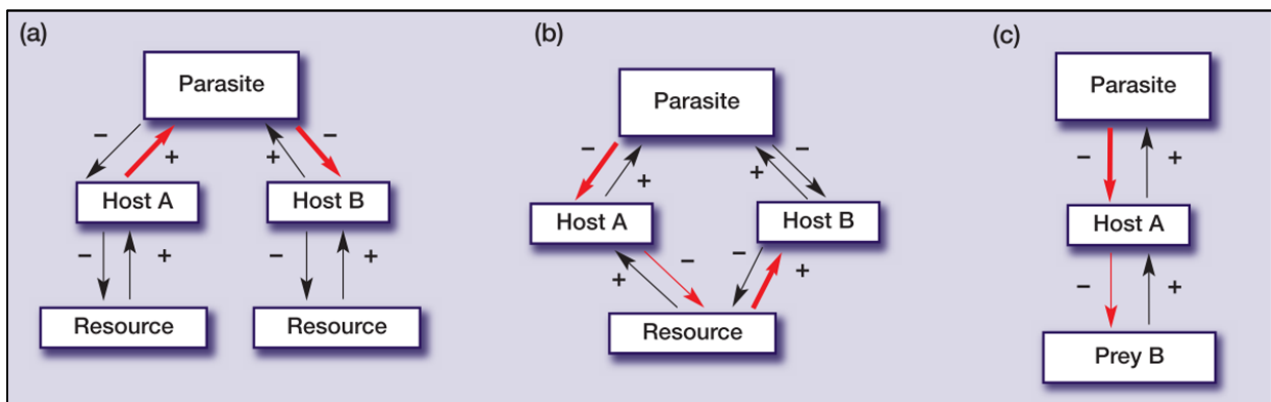 (a)
Parasite
−
+
−
+
Host A
Host B
−
+
−
+
Resource
Resource
(b)
Parasite
−
+
−
+
Host A
Host B
−
+
−
+
Resource
(c)
Parasite
−
+
Host A
−
+
Prey B